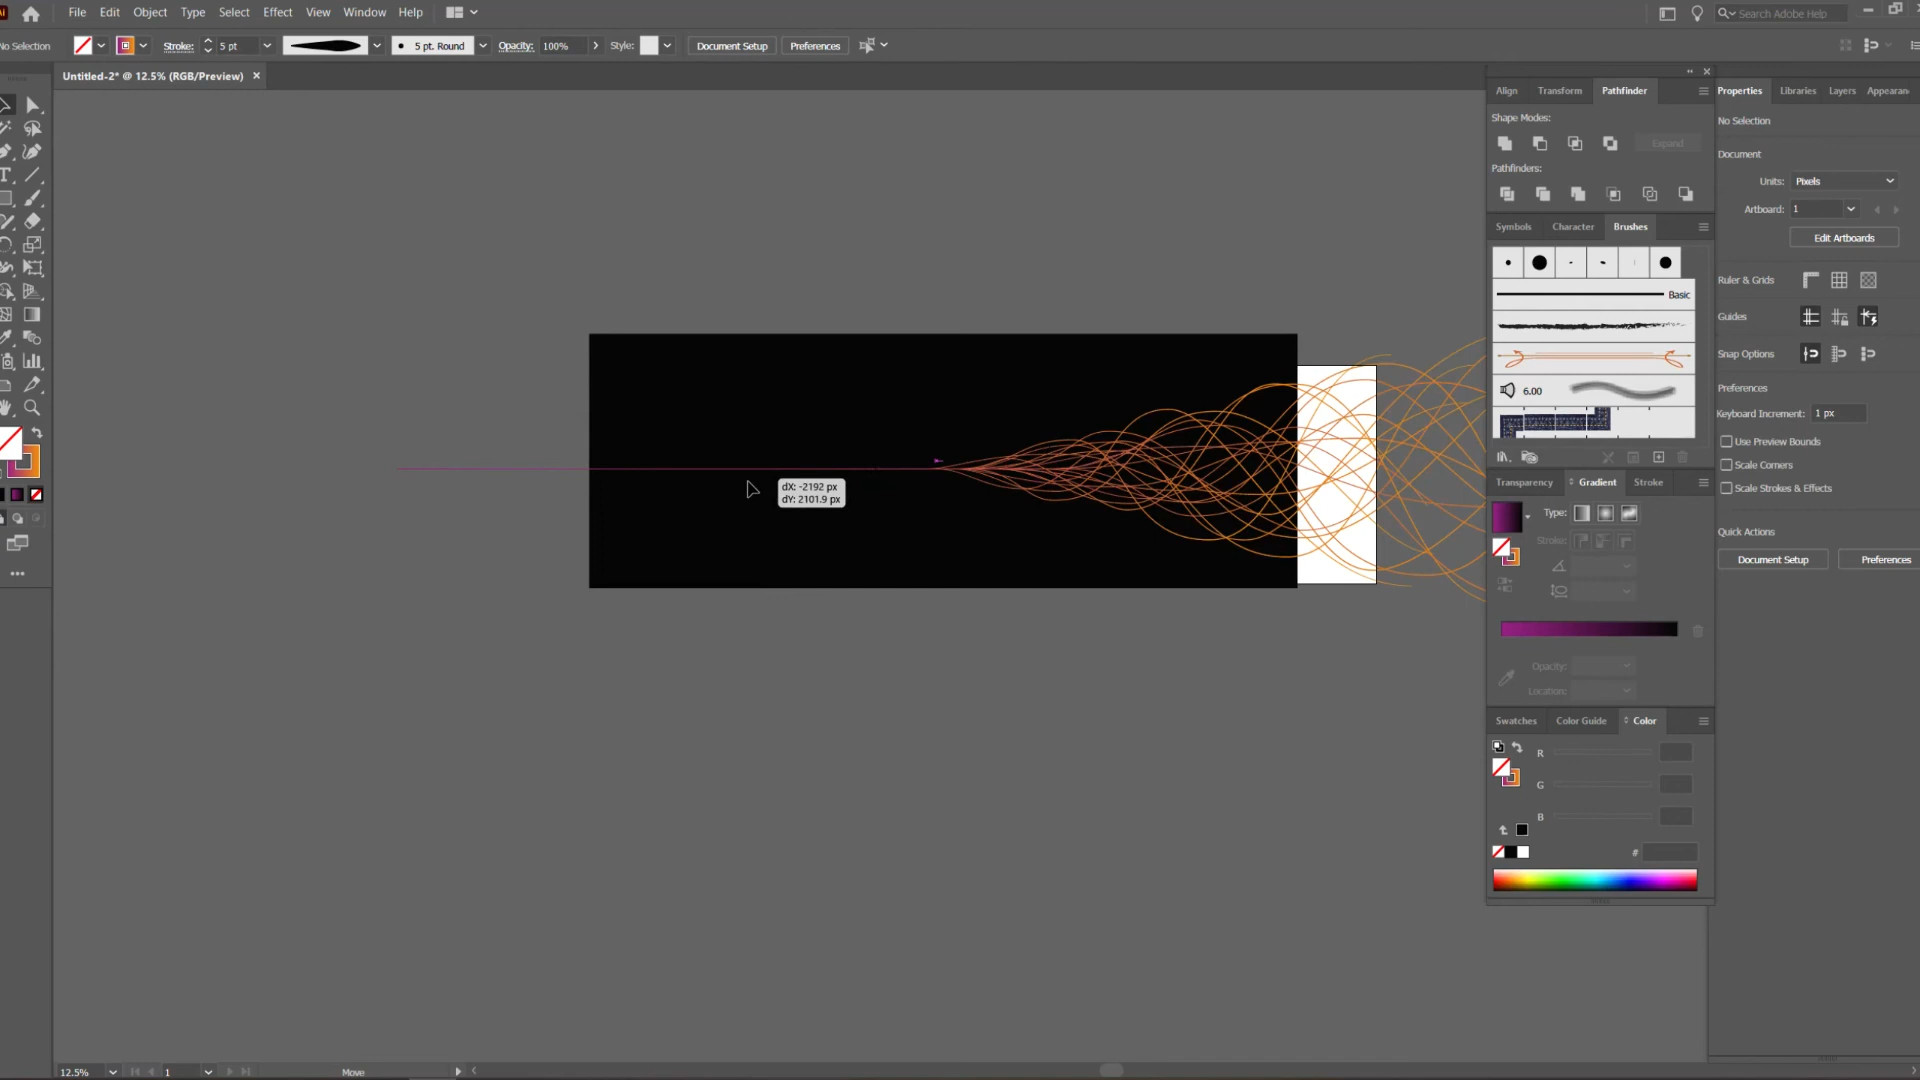 File Edit Object Type Select Effect View Window Help
Search Adobe Help
No Selection
Stroke: 5 pt
5 pt. Round
Opacity: 100%
Style:
Document Setup
Preferences
Untitled-2* @ 12.5% (RGB/Preview)
dX: -2192 px
dY: 2101.9 px
Align Transform Pathfinder
Shape Modes:
Expand
Pathfinders:
Symbols Character Brushes
Basic
6.00
Transparency Gradient Stroke
Type:
Stroke:
Opacity:
Location:
Swatches Color Guide Color
R
G
B
#
Properties Libraries Layers Appearan
No Selection
Document
Units: Pixels
Artboard: 1
Edit Artboards
Ruler & Grids
Guides
Snap Options
Preferences
Keyboard Increment: 1 px
Use Preview Bounds
Scale Corners
Scale Strokes & Effects
Quick Actions
Document Setup
Preferences
12.5%
1
Move